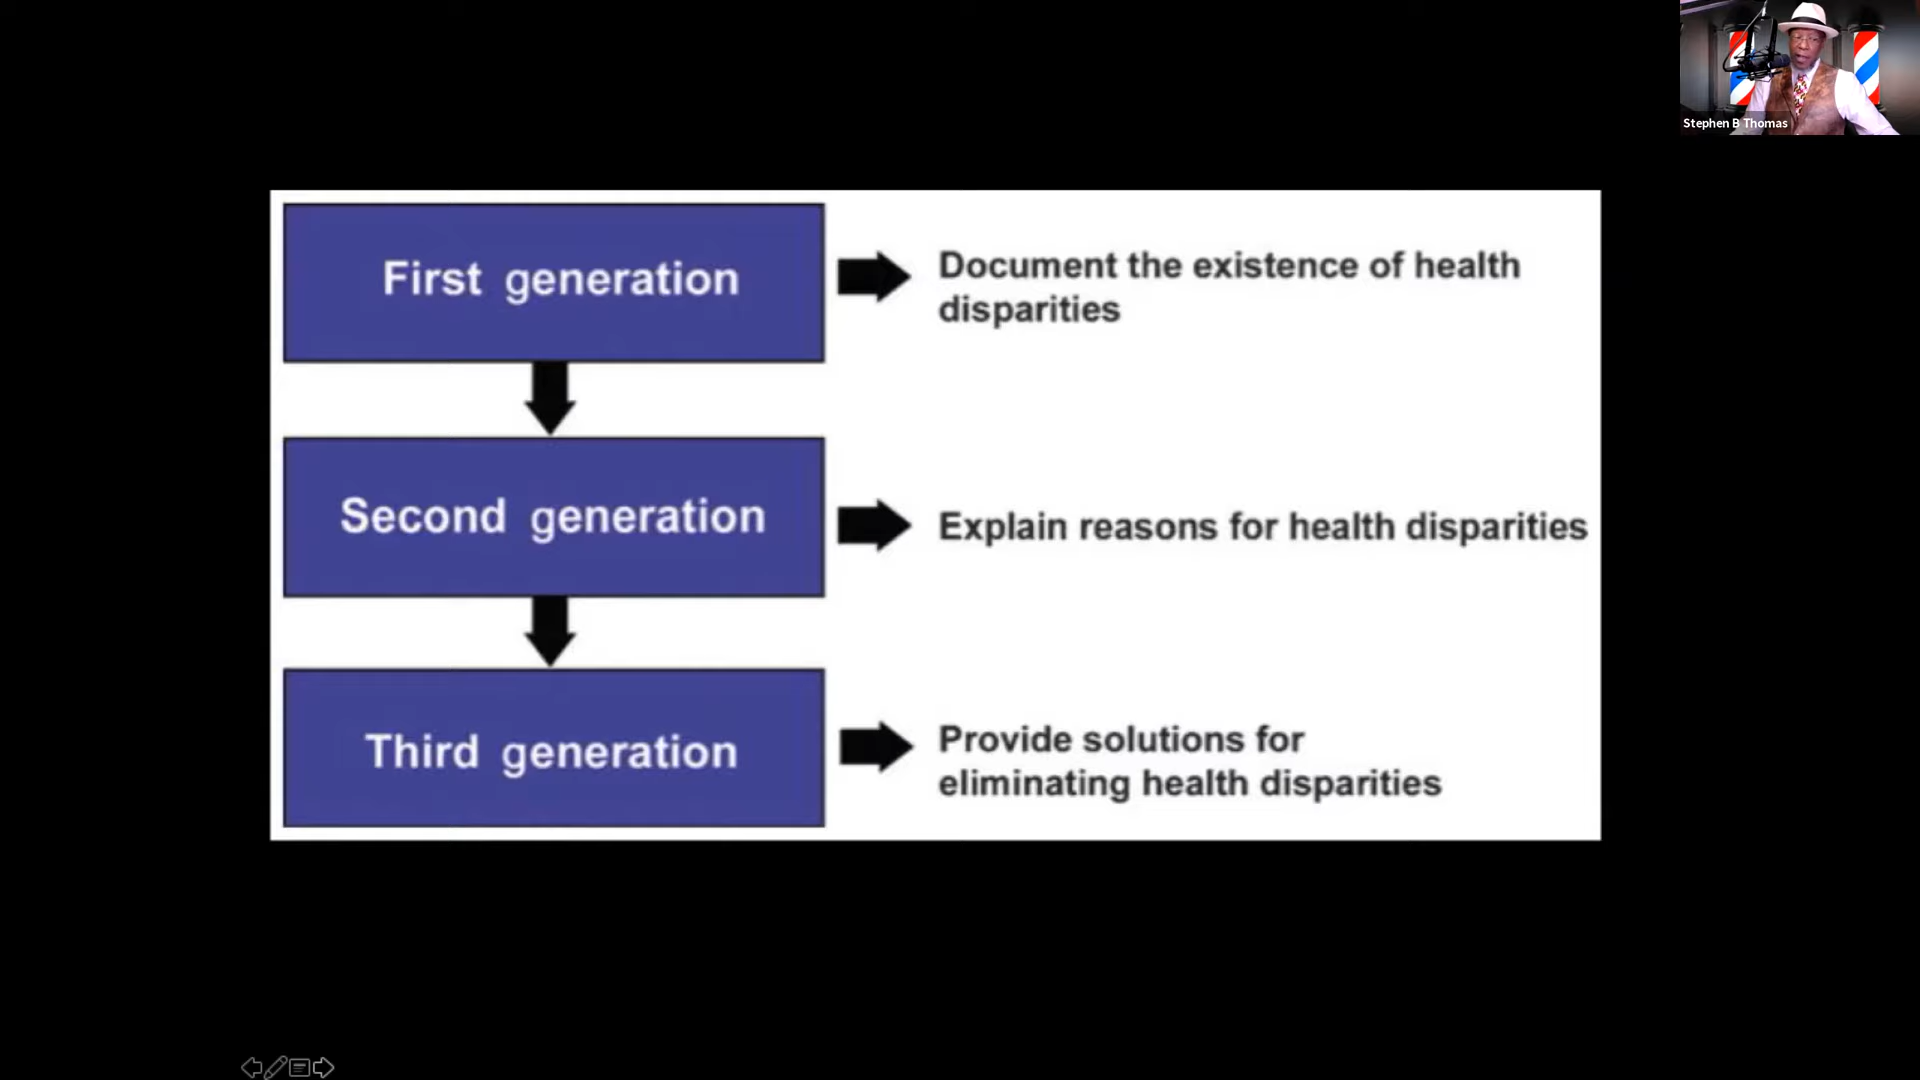 Stephen B Thomas
First generation
Document the existence of health
disparities
Second generation
Explain reasons for health disparities
Third generation
Provide solutions for
eliminating health disparities